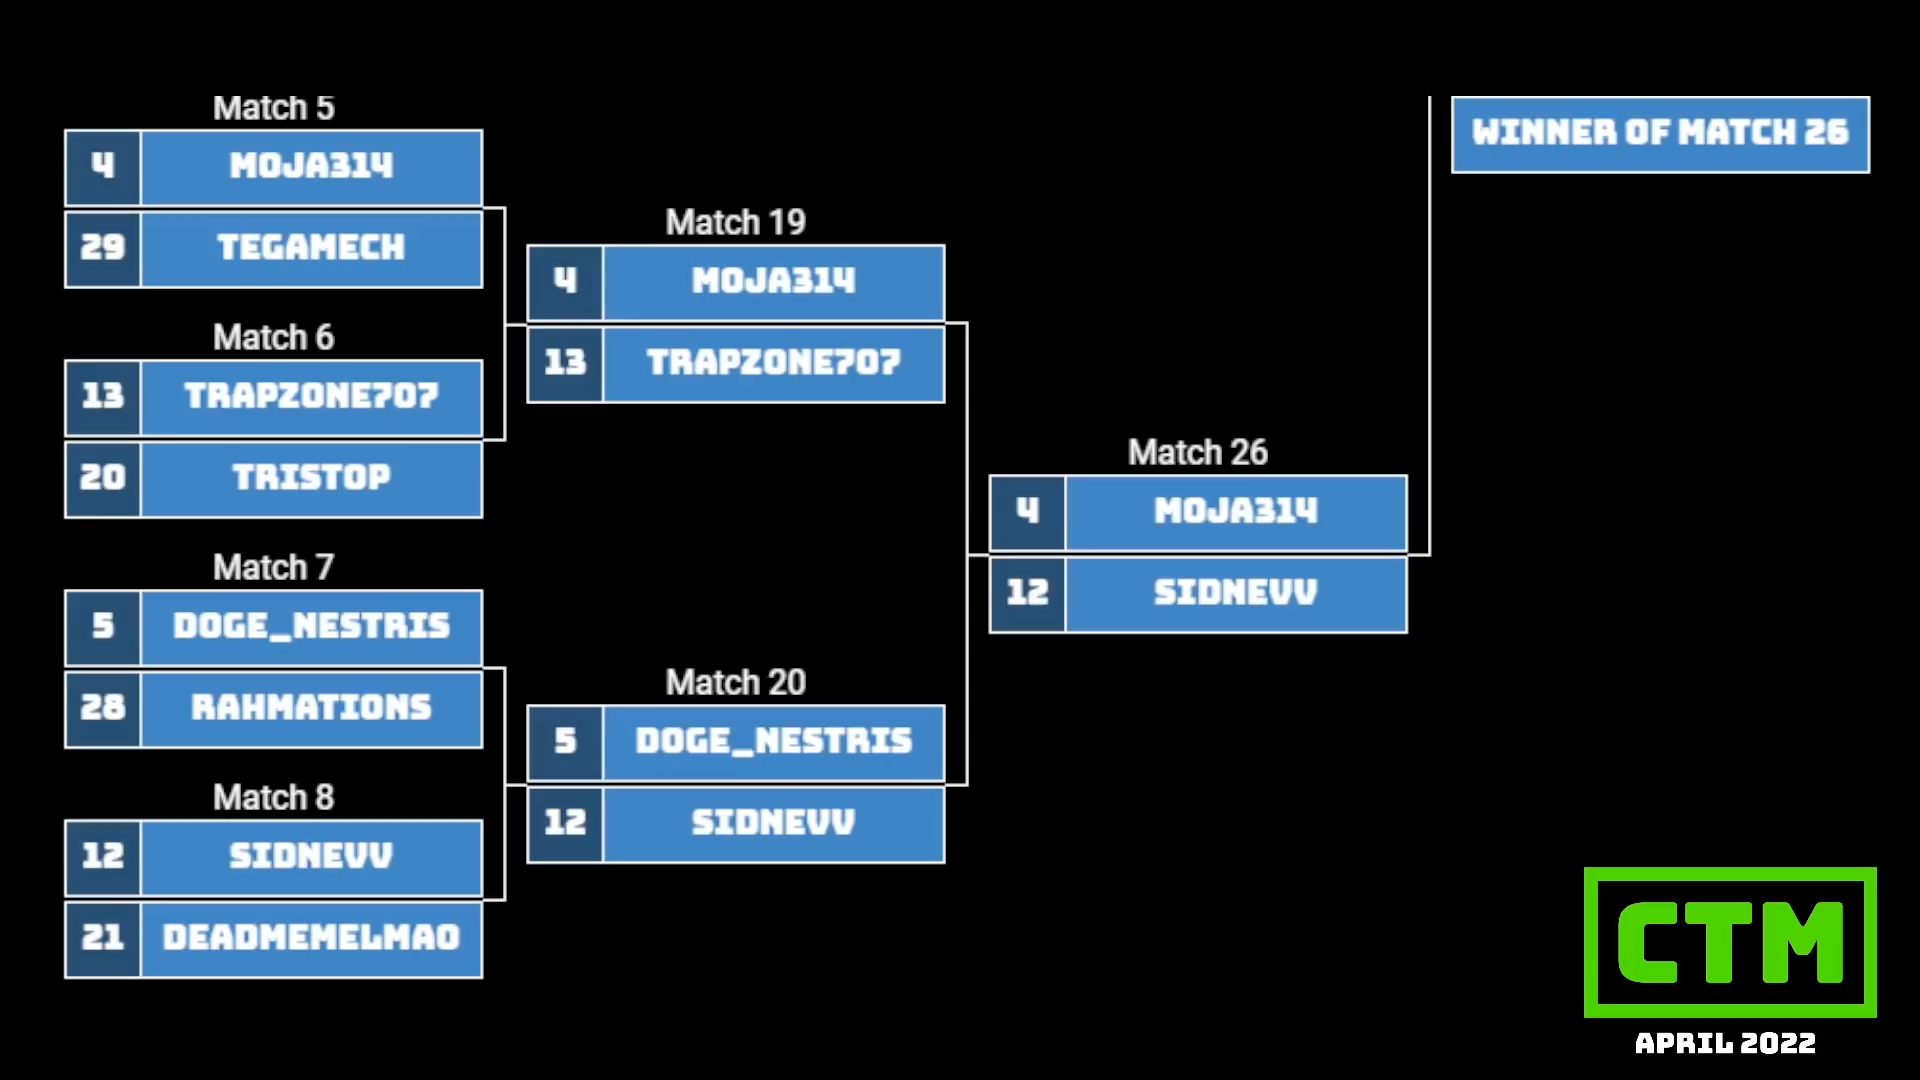 Match 5
4 MOJA314
29 TEGAMECH
Match 6
13 TRAPZONE707
20 TRISTOP
Match 7
5 DOGE_NESTRIS
28 RAHMATIONS
Match 8
12 SIDNEVV
21 DEADMEMELMAO
Match 19
4 MOJA314
13 TRAPZONE707
Match 20
5 DOGE_NESTRIS
12 SIDNEVV
Match 26
4 MOJA314
12 SIDNEVV
WINNER OF MATCH 26
CTM
APRIL 2022